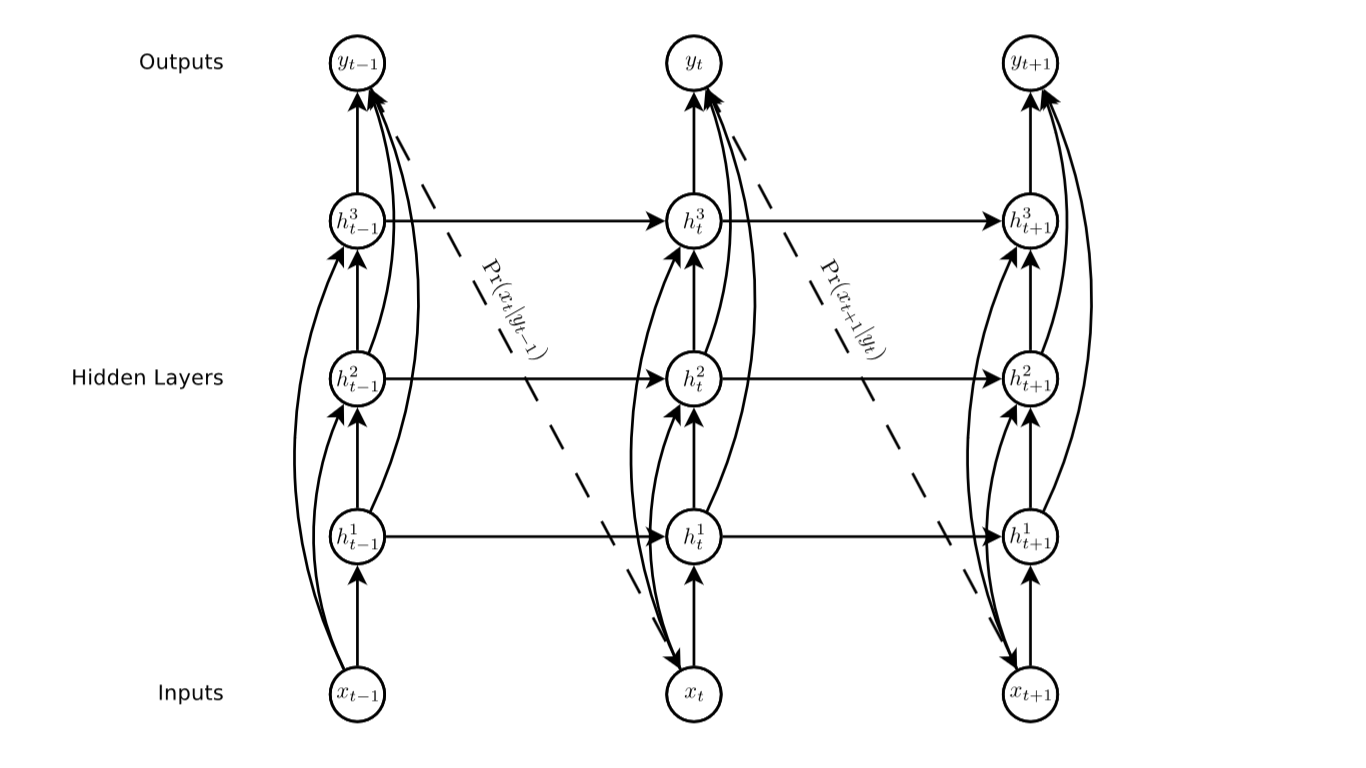 Outputs y_{t−1} y_t y_{t+1}
h^3_{t−1} h^3_t h^3_{t+1}
Pr(x_t|y_{t−1}) Pr(x_{t+1}|y_t)
Hidden Layers h^2_{t−1} h^2_t h^2_{t+1}
h^1_{t−1} h^1_t h^1_{t+1}
Inputs x_{t−1} x_t x_{t+1}